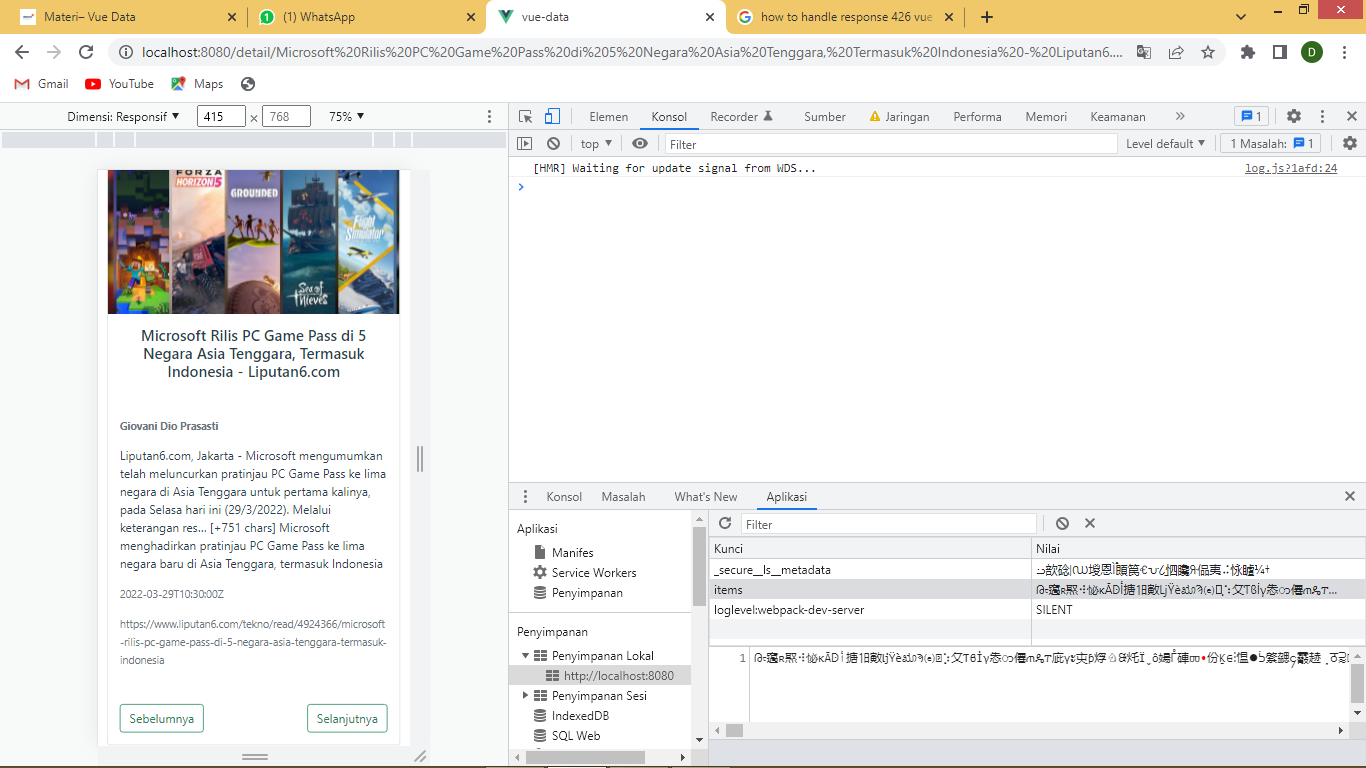 Materi– Vue Data
(1) WhatsApp
vue-data
how to handle response 426 vue
localhost:8080/detail/Microsoft%20Rilis%20PC%20Game%20Pass%20di%205%20Negara%20Asia%20Tenggara,%20Termasuk%20Indonesia%20-%20Liputan6....
D
Gmail
YouTube
Maps
Dimensi: Responsif
415
×
768
75%
Elemen
Konsol
Recorder
Sumber
Jaringan
Performa
Memori
Keamanan
1
top
Filter
Level default
1 Masalah:
1
[HMR] Waiting for update signal from WDS...
log.js?1afd:24
FORZA
HORIZON 5
GROUNDED
Sea of
Thieves
Flight
Simulator
Microsoft Rilis PC Game Pass di 5
Negara Asia Tenggara, Termasuk
Indonesia - Liputan6.com
Giovani Dio Prasasti
Liputan6.com, Jakarta - Microsoft mengumumkan
telah meluncurkan pratinjau PC Game Pass ke lima
negara di Asia Tenggara untuk pertama kalinya,
pada Selasa hari ini (29/3/2022). Melalui
keterangan res... [+751 chars] Microsoft
menghadirkan pratinjau PC Game Pass ke lima
negara baru di Asia Tenggara, termasuk Indonesia
2022-03-29T10:30:00Z
https://www.liputan6.com/tekno/read/4924366/microsoft
-rilis-pc-game-pass-di-5-negara-asia-tenggara-termasuk-
indonesia
Sebelumnya
Selanjutnya
Konsol
Masalah
What's New
Aplikasi
Aplikasi
Manifes
Service Workers
Penyimpanan
Penyimpanan
Penyimpanan Lokal
http://localhost:8080
Penyimpanan Sesi
IndexedDB
SQL Web
Filter
Kunci
Nilai
_secure__ls__metadata
items
loglevel:webpack-dev-server
SILENT
1